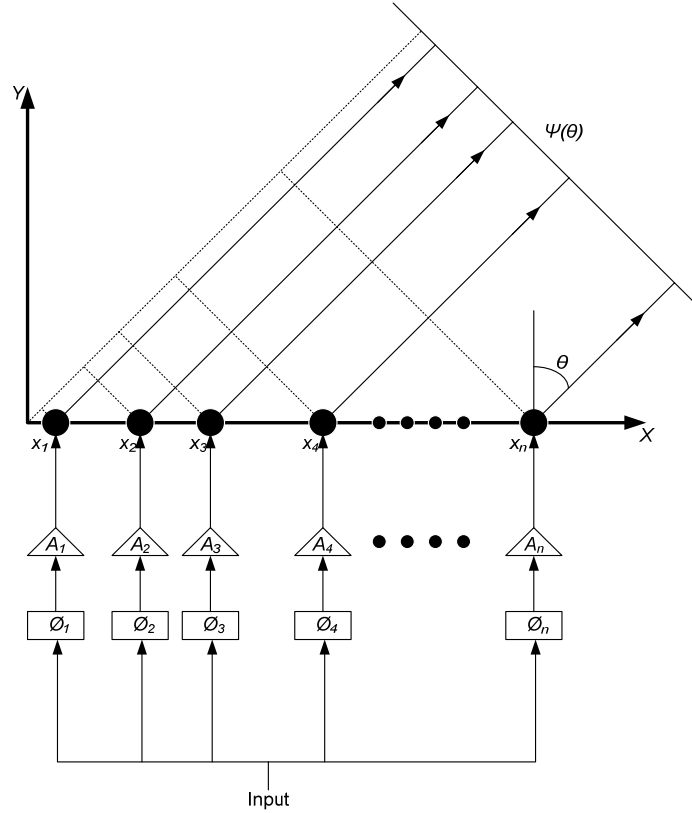 Y
Ψ(θ)
θ
x₁ x₂ x₃ x₄ xₙ
X
A₁ A₂ A₃ A₄ Aₙ
Ø₁ Ø₂ Ø₃ Ø₄ Øₙ
Input